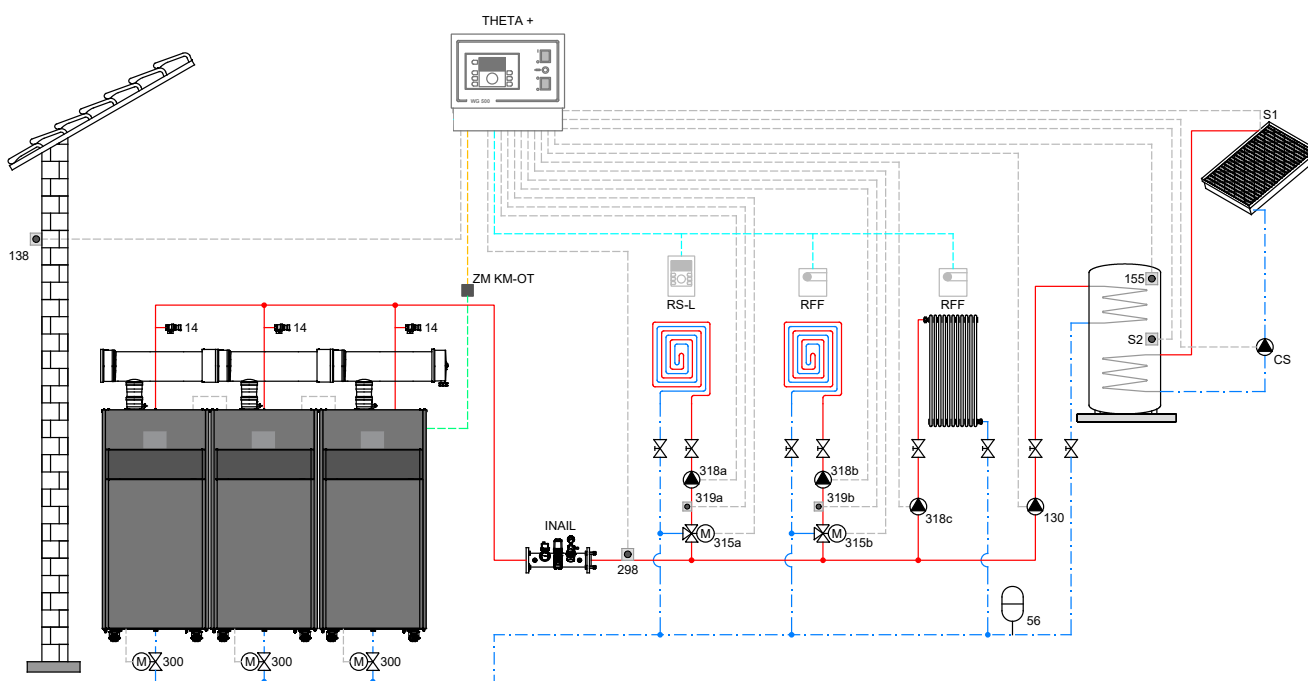 THETA +
WG 500
S1
138
ZM KM-OT
155
14
14
14
RS-L
RFF
RFF
S2
CS
318a
318b
319a
319b
318c
130
INAIL
M
315a
M
315b
298
56
M
300
M
300
M
300